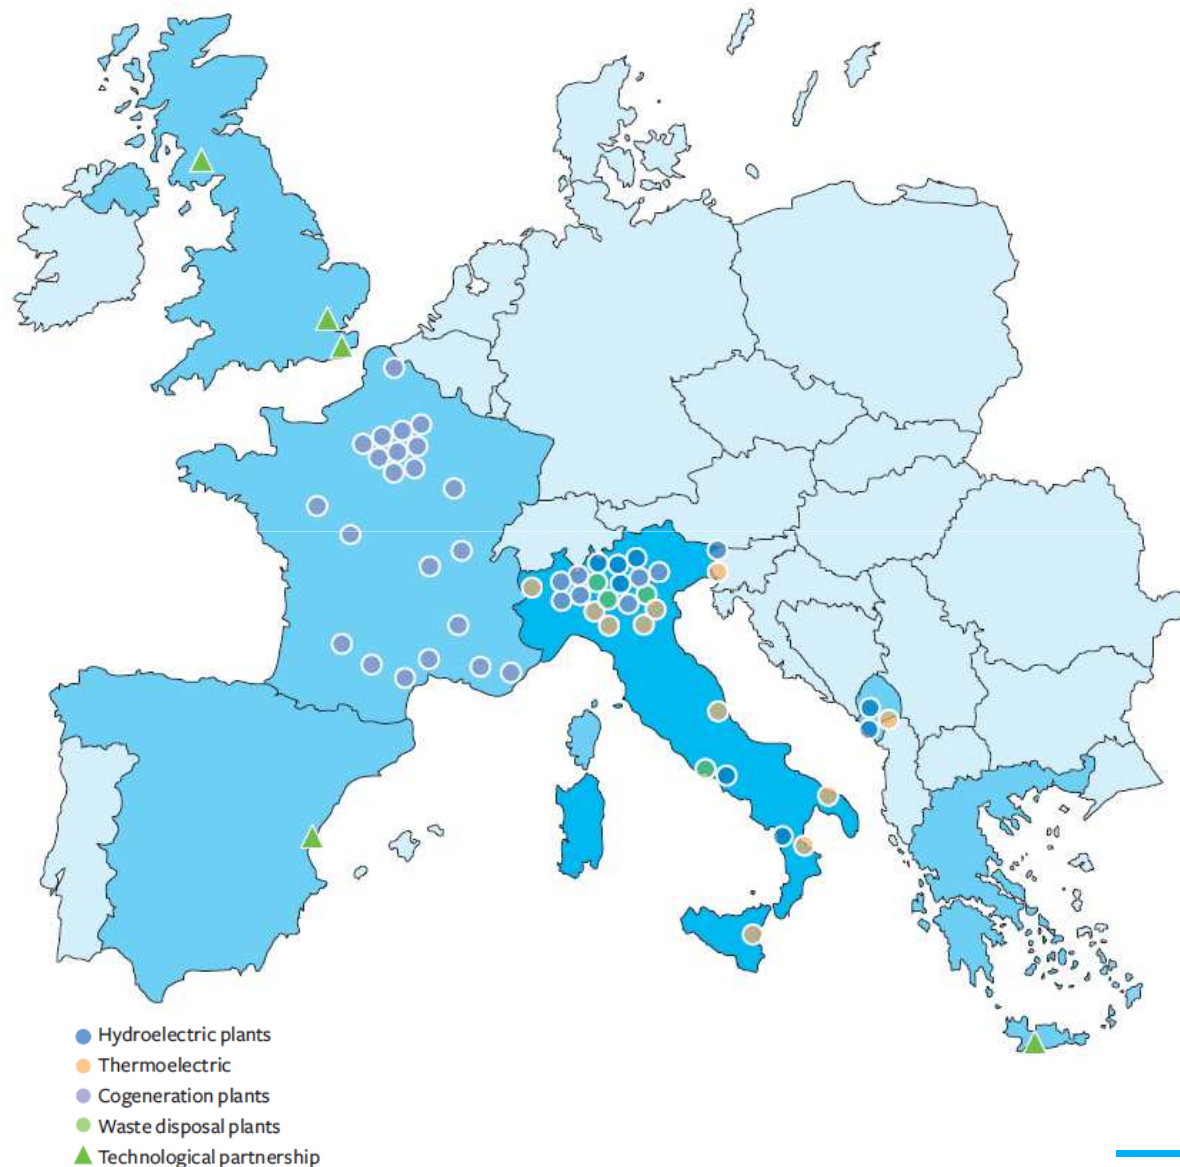 Hydroelectric plants
Thermoelectric
Cogeneration plants
Waste disposal plants
Technological partnership